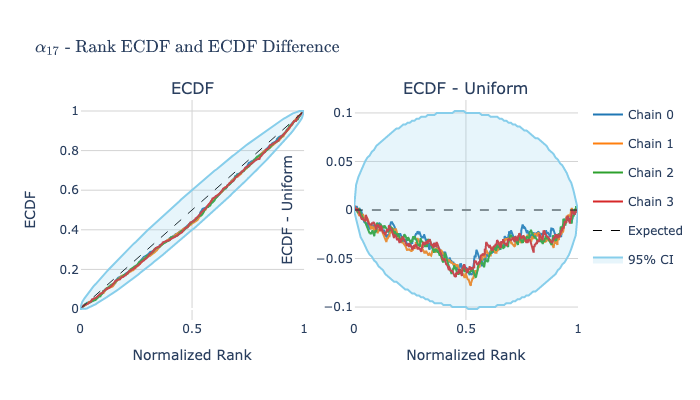 α17 - Rank ECDF and ECDF Difference
ECDF
ECDF - Uniform
1
0.8
0.6
0.4
0.2
0
ECDF
0
0.5
1
Normalized Rank
0.1
0.05
0
−0.05
−0.1
ECDF - Uniform
0
0.5
1
Normalized Rank
Chain 0
Chain 1
Chain 2
Chain 3
Expected
95% CI